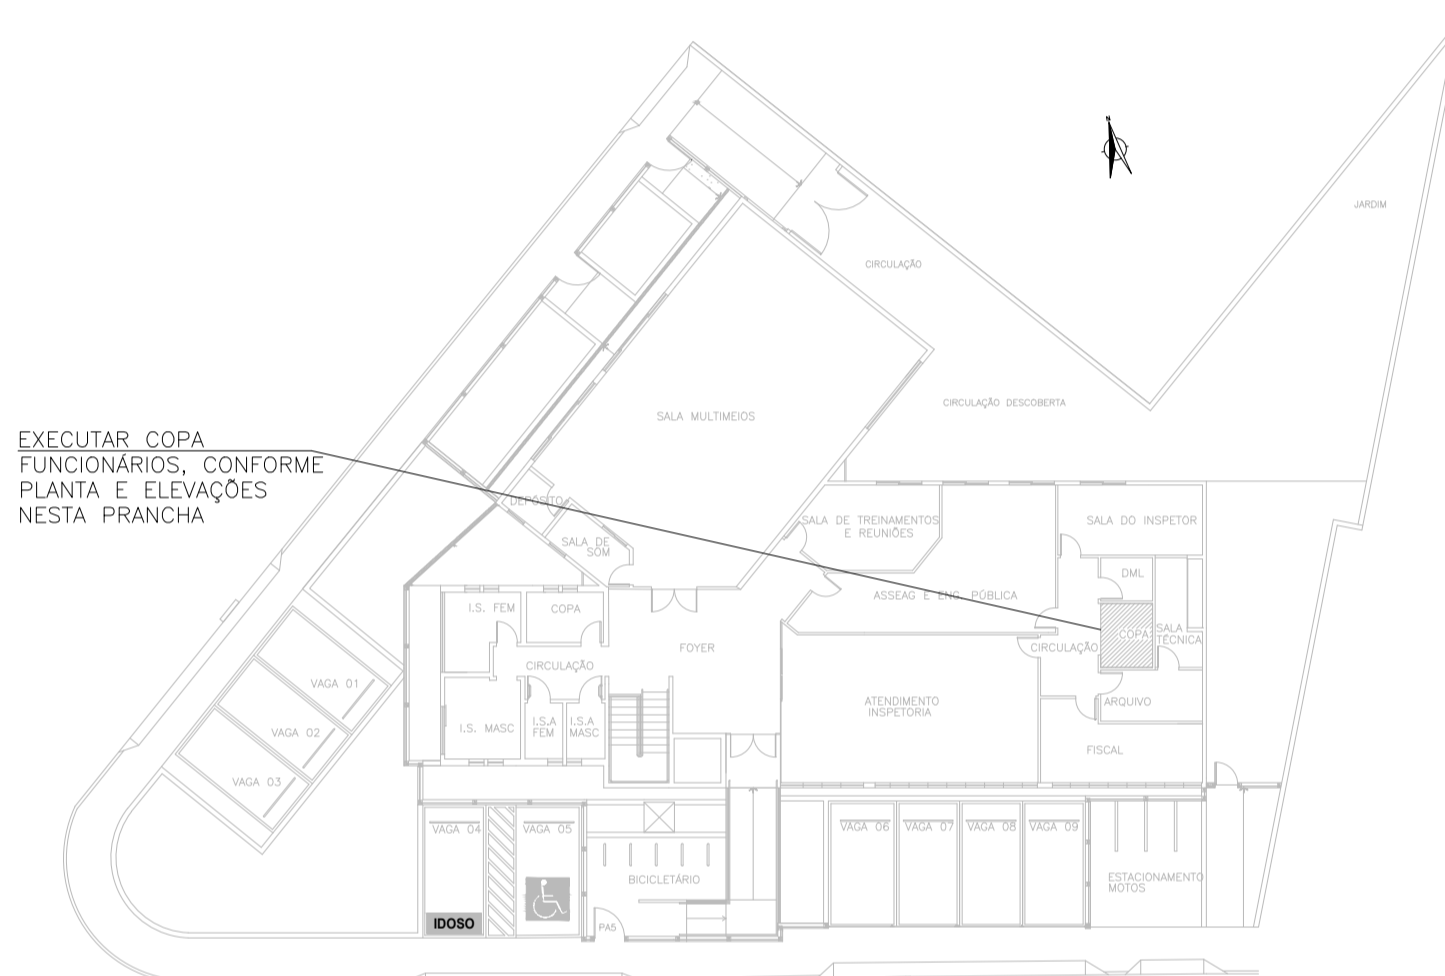 N
JARDIM
CIRCULAÇÃO
CIRCULAÇÃO DESCOBERTA
SALA MULTIMEIOS
EXECUTAR COPA
FUNCIONÁRIOS, CONFORME
PLANTA E ELEVAÇÕES
NESTA PRANCHA
DEPÓSITO
SALA DE
SOM
SALA DE TREINAMENTOS
E REUNIÕES
SALA DO INSPETOR
DML
ASSEAG E ENG. PÚBLICA
I.S. FEM
COPA
COPA
SALA
TÉCNICA
FOYER
CIRCULAÇÃO
CIRCULAÇÃO
VAGA 01
ATENDIMENTO
INSPETORIA
ARQUIVO
I.S. MASC
I.S.A
FEM
I.S.A
MASC
VAGA 02
FISCAL
VAGA 03
VAGA 04
VAGA 05
VAGA 06
VAGA 07
VAGA 08
VAGA 09
BICICLETÁRIO
ESTACIONAMENTO
MOTOS
IDOSO
PA5